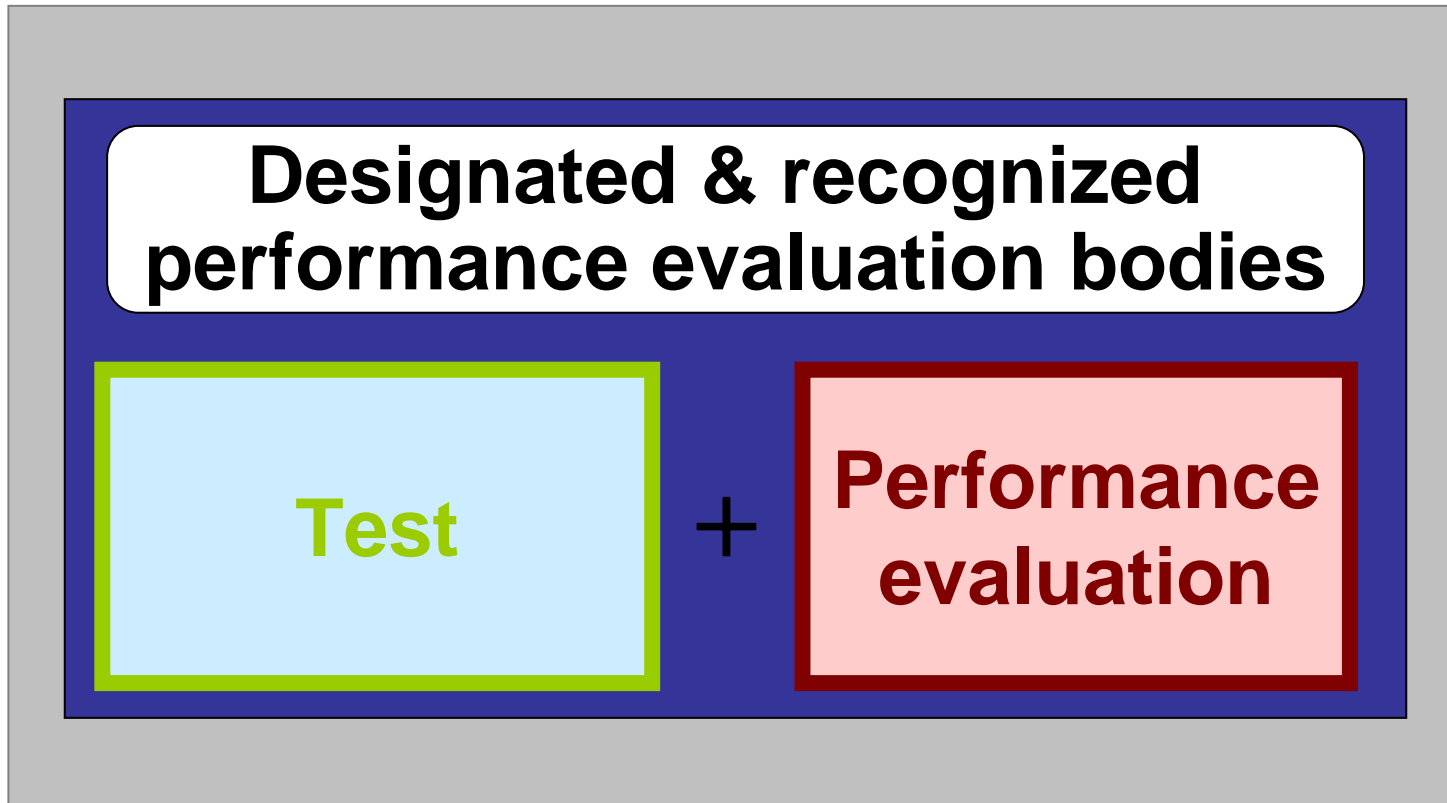 Designated & recognized
performance evaluation bodies
Test
+
Performance
evaluation